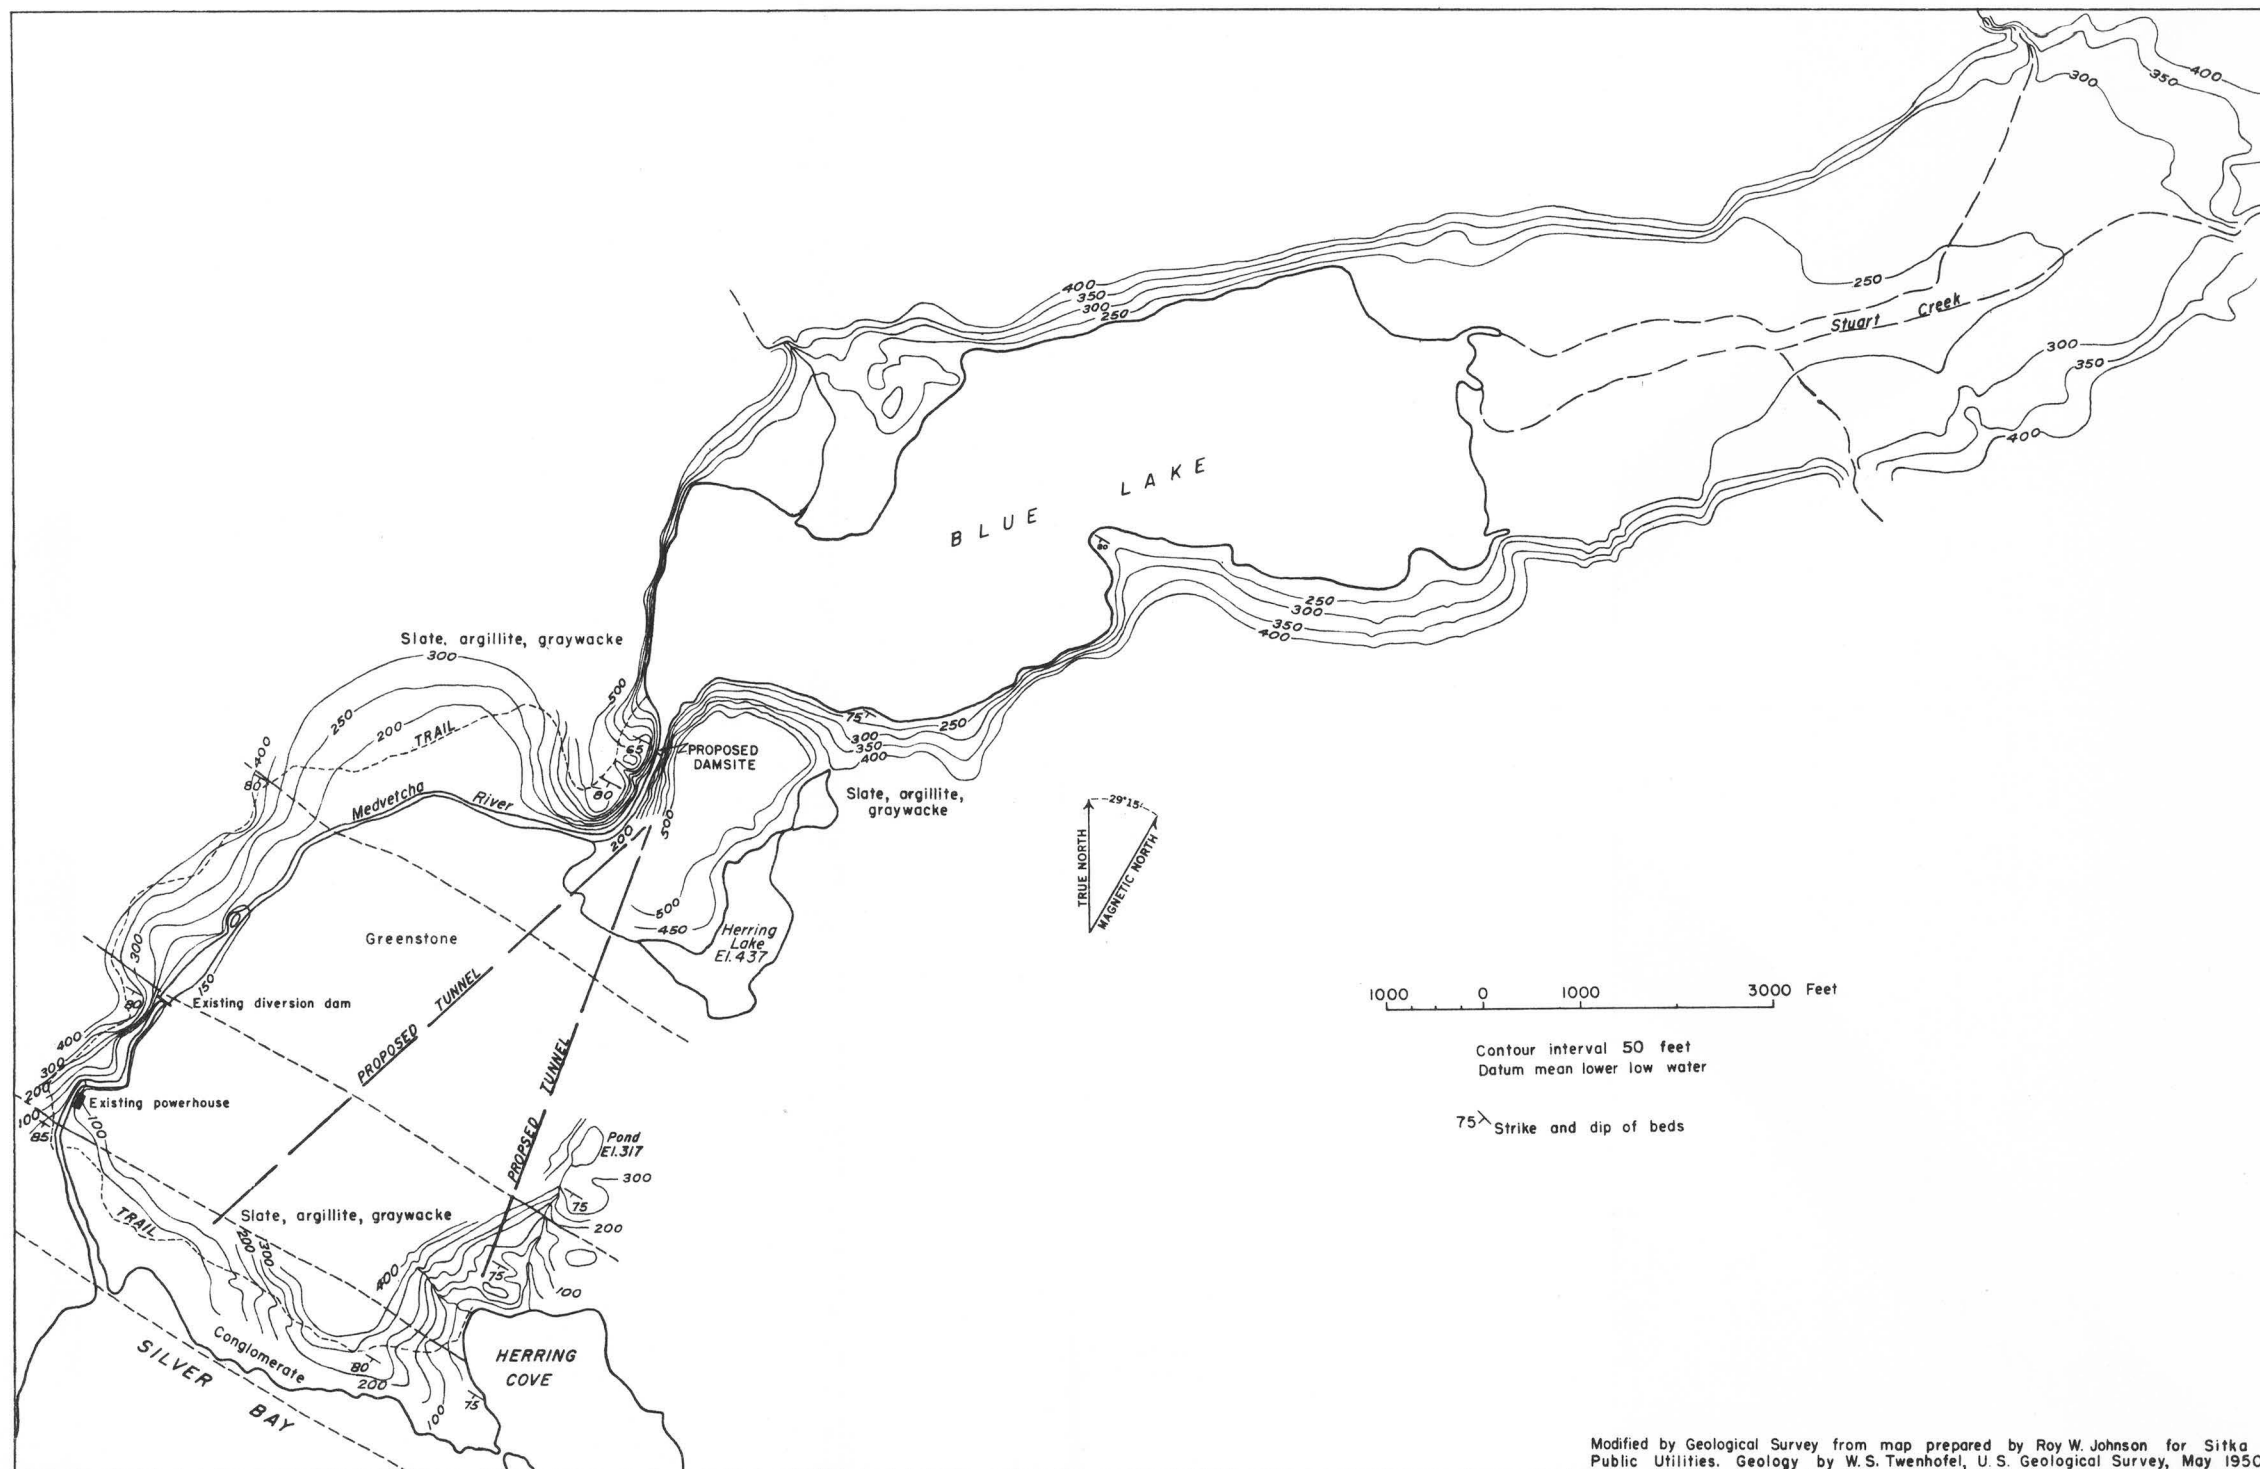 400
350
300
400
350
300
250
250
Stuart Creek
300
350
400
BLUE LAKE
80
250
300
350
400
Slate, argillite, graywacke
300
500
250
200
TRAIL
400
80
65
PROPOSED
DAMSITE
75
250
300
350
400
80
Medvetcha River
200
500
Slate, argillite,
graywacke
29°15'
TRUE NORTH
MAGNETIC NORTH
500
450
Herring
Lake
El. 437
Greenstone
300
150
80
Existing diversion dam
PROPOSED TUNNEL
PROPSED TUNNEL
1000 0 1000 3000 Feet
Contour interval 50 feet
Datum mean lower low water
75 Strike and dip of beds
400
300
200
100
85
Existing powerhouse
100
Pond
El. 317
300
75
200
TRAIL
Slate, argillite, graywacke
200
300
400
75
100
Conglomerate
80
200
100
75
HERRING
COVE
SILVER
BAY
Modified by Geological Survey from map prepared by Roy W. Johnson for Sitka
Public Utilities. Geology by W. S. Twenhofel, U. S. Geological Survey, May 1950